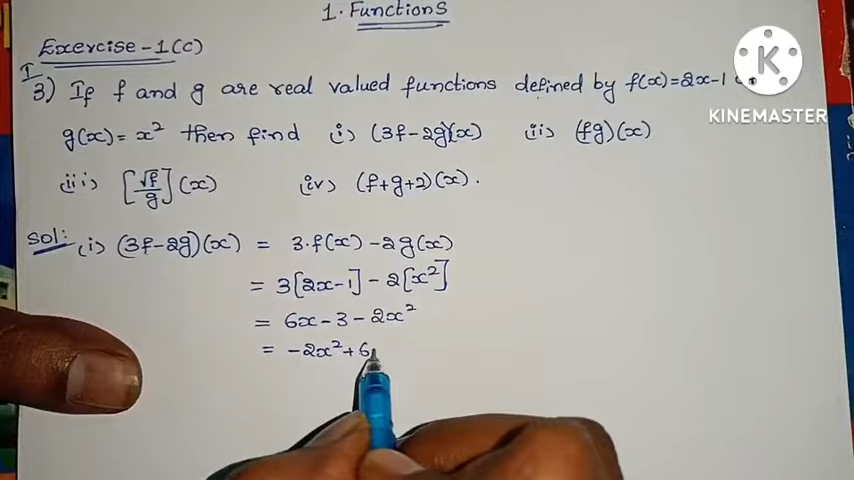 1. Functions
Exercise-1(c)
I
3) If f and g are real valued functions defined by f(x)=2x-1
g(x)= x² then find i) (3f-2g)(x) ii) (fg)(x)
iii) [√f/g](x) iv) (f+g+2)(x).
Sol: i) (3f-2g)(x) = 3.f(x) -2g(x)
= 3[2x-1] - 2[x²]
= 6x-3-2x²
= -2x²+6
K
KINEMASTER